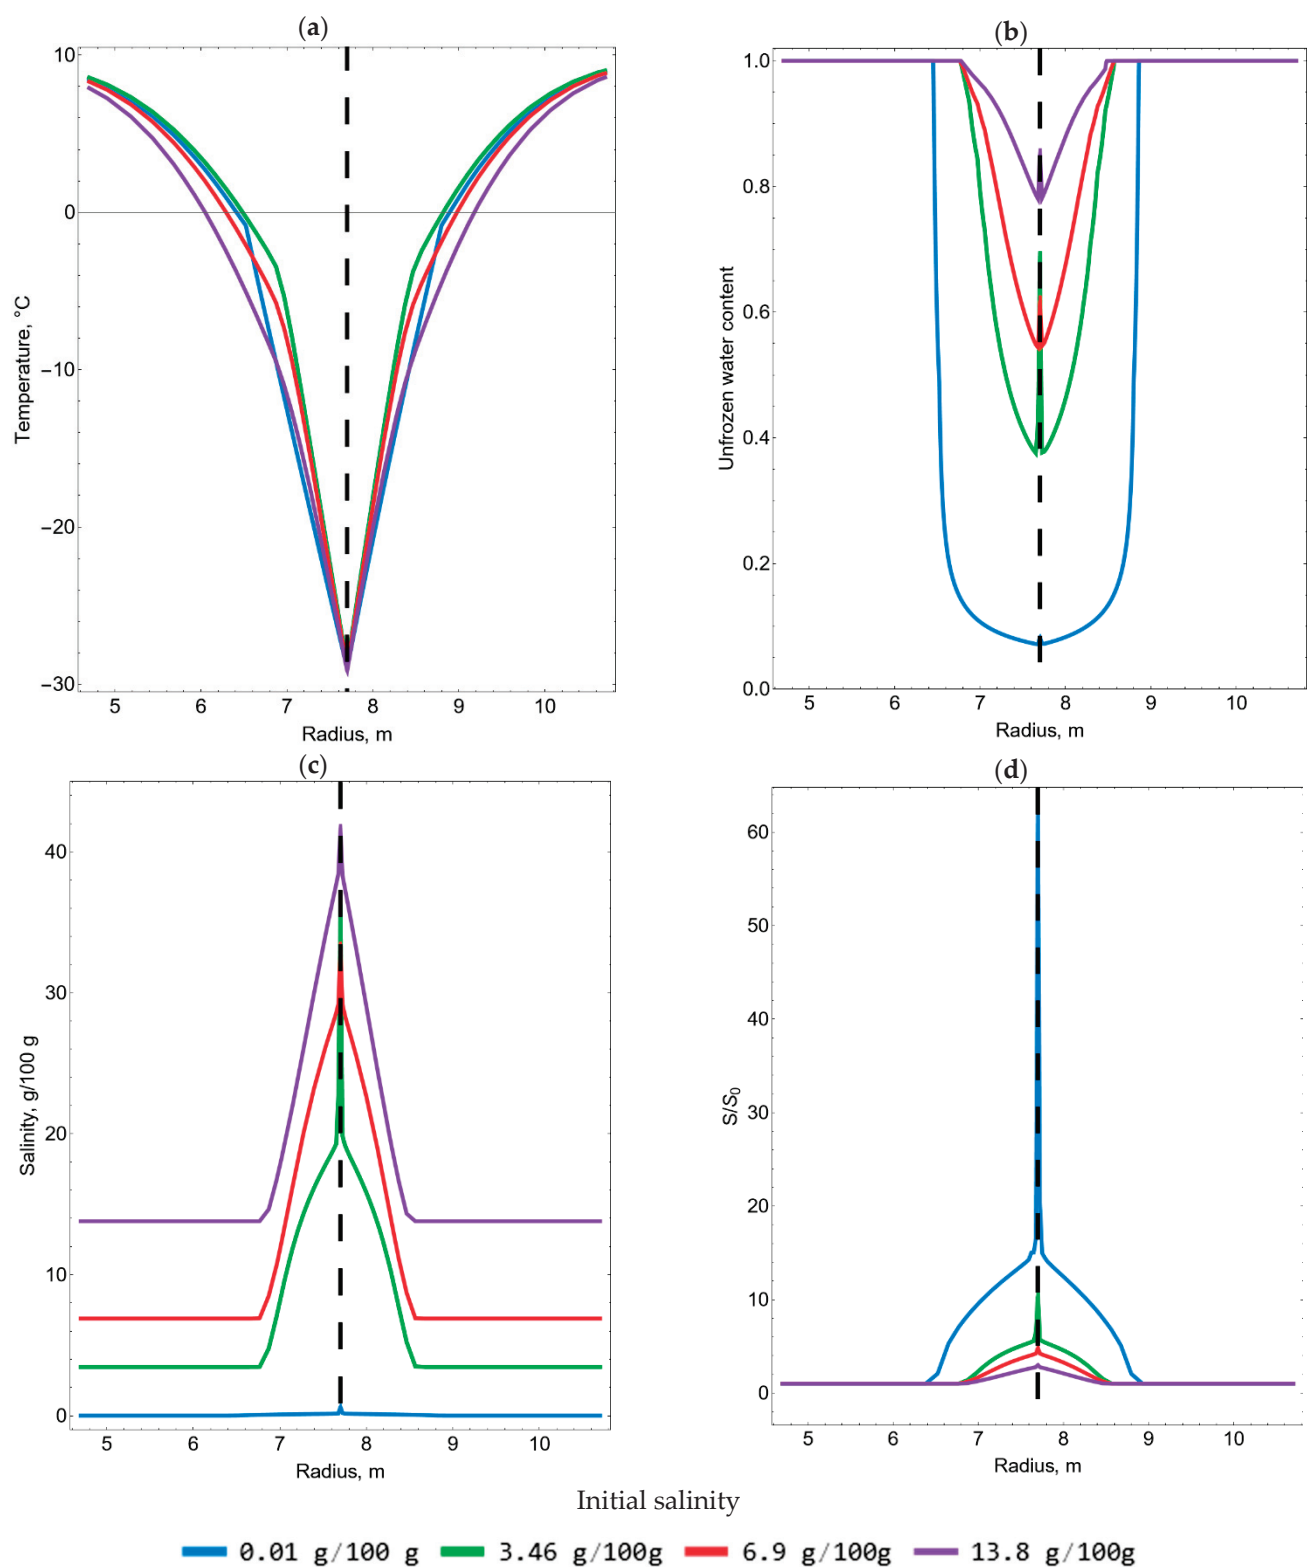 (a)
10
0
−10
−20
−30
Temperature, °C
5 6 7 8 9 10
Radius, m
(b)
1.0
0.8
0.6
0.4
0.2
0.0
Unfrozen water content
5 6 7 8 9 10
Radius, m
(c)
40
30
20
10
0
Salinity, g/100 g
5 6 7 8 9 10
Radius, m
(d)
60
50
40
30
20
10
0
S/S₀
5 6 7 8 9 10
Radius, m
Initial salinity
0.01 g/100 g 3.46 g/100g 6.9 g/100g 13.8 g/100g